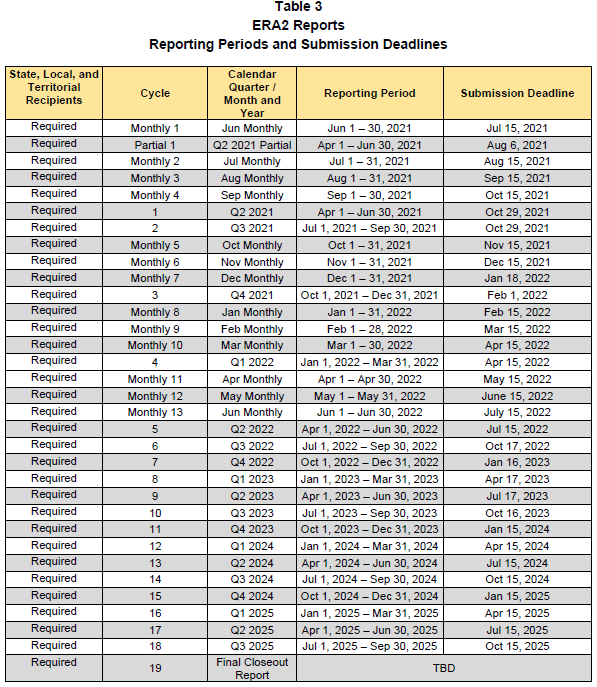 Table 3
ERA2 Reports
Reporting Periods and Submission Deadlines
State, Local, and Territorial Recipients Cycle Calendar Quarter / Month and Year Reporting Period Submission Deadline
Required Monthly 1 Jun Monthly Jun 1 – 30, 2021 Jul 15, 2021
Required Partial 1 Q2 2021 Partial Apr 1 – Jun 30, 2021 Aug 6, 2021
Required Monthly 2 Jul Monthly Jul 1 – 31, 2021 Aug 15, 2021
Required Monthly 3 Aug Monthly Aug 1 – 31, 2021 Sep 15, 2021
Required Monthly 4 Sep Monthly Sep 1 – 30, 2021 Oct 15, 2021
Required 1 Q2 2021 Apr 1 – Jun 30, 2021 Oct 29, 2021
Required 2 Q3 2021 Jul 1, 2021 – Sep 30, 2021 Oct 29, 2021
Required Monthly 5 Oct Monthly Oct 1 – 31, 2021 Nov 15, 2021
Required Monthly 6 Nov Monthly Nov 1 – 31, 2021 Dec 15, 2021
Required Monthly 7 Dec Monthly Dec 1 – 31, 2021 Jan 18, 2022
Required 3 Q4 2021 Oct 1, 2021 – Dec 31, 2021 Feb 1, 2022
Required Monthly 8 Jan Monthly Jan 1 – 31, 2022 Feb 15, 2022
Required Monthly 9 Feb Monthly Feb 1 – 28, 2022 Mar 15, 2022
Required Monthly 10 Mar Monthly Mar 1 – 30, 2022 Apr 15, 2022
Required 4 Q1 2022 Jan 1, 2022 – Mar 31, 2022 Apr 15, 2022
Required Monthly 11 Apr Monthly Apr 1 – Apr 30, 2022 May 15, 2022
Required Monthly 12 May Monthly May 1 – May 31, 2022 June 15, 2022
Required Monthly 13 Jun Monthly Jun 1 – Jun 30, 2022 July 15, 2022
Required 5 Q2 2022 Apr 1, 2022 – Jun 30, 2022 Jul 15, 2022
Required 6 Q3 2022 Jul 1, 2022 – Sep 30, 2022 Oct 17, 2022
Required 7 Q4 2022 Oct 1, 2022 – Dec 31, 2022 Jan 16, 2023
Required 8 Q1 2023 Jan 1, 2023 – Mar 31, 2023 Apr 17, 2023
Required 9 Q2 2023 Apr 1, 2023 – Jun 30, 2023 Jul 17, 2023
Required 10 Q3 2023 Jul 1, 2023 – Sep 30, 2023 Oct 16, 2023
Required 11 Q4 2023 Oct 1, 2023 – Dec 31, 2023 Jan 15, 2024
Required 12 Q1 2024 Jan 1, 2024 – Mar 31, 2024 Apr 15, 2024
Required 13 Q2 2024 Apr 1, 2024 – Jun 30, 2024 Jul 15, 2024
Required 14 Q3 2024 Jul 1, 2024 – Sep 30, 2024 Oct 15, 2024
Required 15 Q4 2024 Oct 1, 2024 – Dec 31, 2024 Jan 15, 2025
Required 16 Q1 2025 Jan 1, 2025 – Mar 31, 2025 Apr 15, 2025
Required 17 Q2 2025 Apr 1, 2025 – Jun 30, 2025 Jul 15, 2025
Required 18 Q3 2025 Jul 1, 2025 – Sep 30, 2025 Oct 15, 2025
Required 19 Final Closeout Report TBD